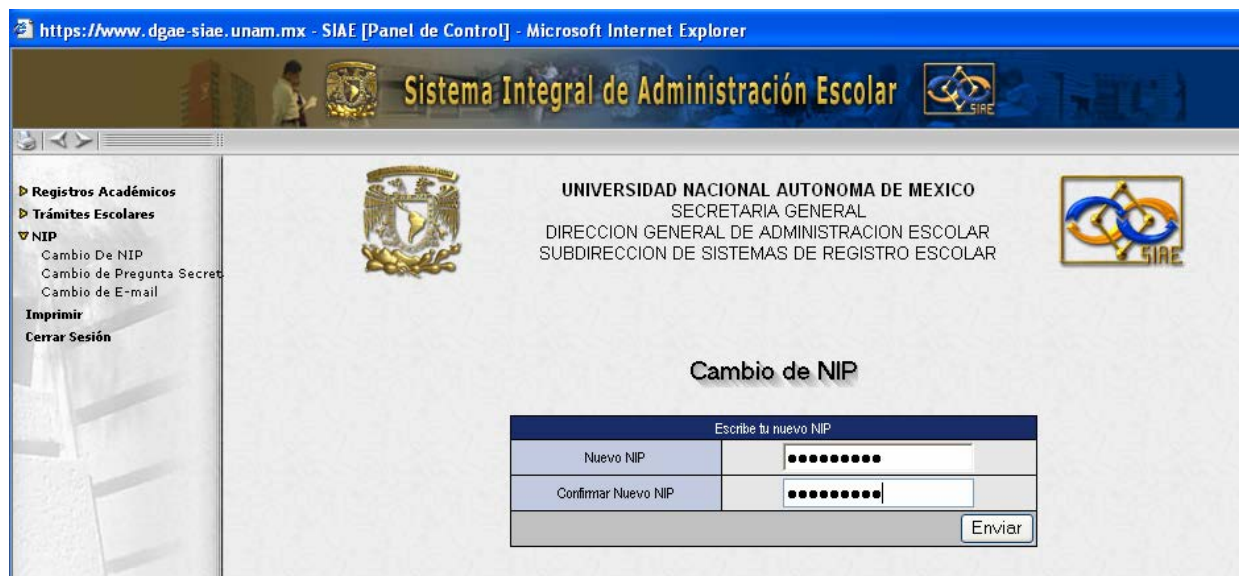 https://www.dgae-siae.unam.mx - SIAE [Panel de Control] - Microsoft Internet Explorer
Sistema Integral de Administración Escolar
SIAE
Registros Académicos
Trámites Escolares
NIP
Cambio De NIP
Cambio de Pregunta Secret
Cambio de E-mail
Imprimir
Cerrar Sesión
UNIVERSIDAD NACIONAL AUTONOMA DE MEXICO
SECRETARIA GENERAL
DIRECCION GENERAL DE ADMINISTRACION ESCOLAR
SUBDIRECCION DE SISTEMAS DE REGISTRO ESCOLAR
SIAE
Cambio de NIP
Escribe tu nuevo NIP
Nuevo NIP ●●●●●●●●●
Confirmar Nuevo NIP ●●●●●●●●●
Enviar